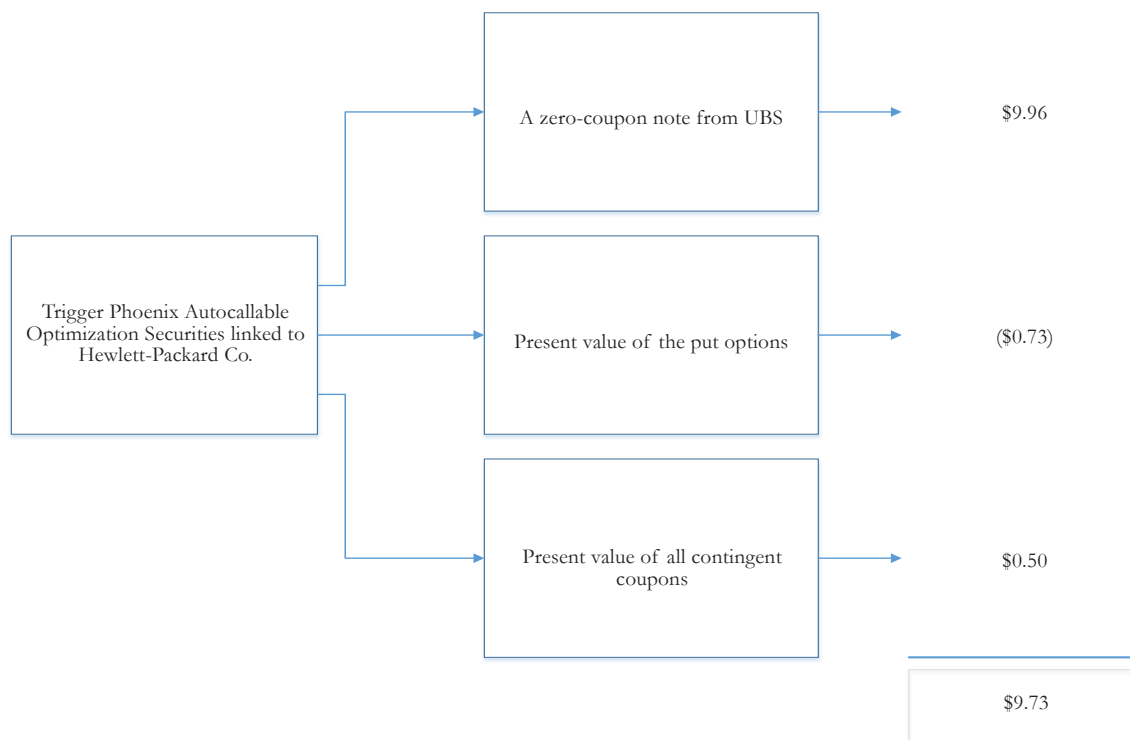 A zero-coupon note from UBS
$9.96
Trigger Phoenix Autocallable
Optimization Securities linked to
Hewlett-Packard Co.
Present value of the put options
($0.73)
Present value of all contingent
coupons
$0.50
$9.73